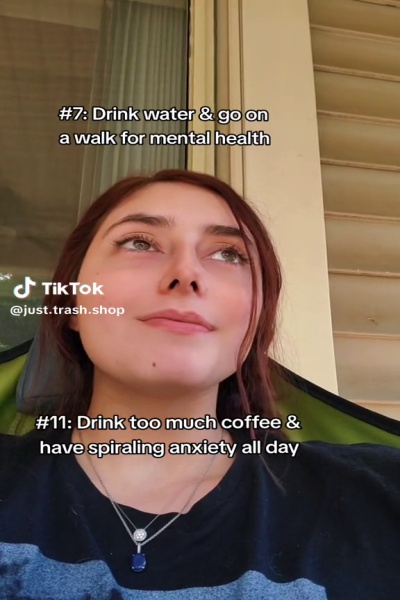 #7: Drink water & go on
a walk for mental health
TikTok
@just.trash.shop
#11: Drink too much coffee &
have spiraling anxiety all day